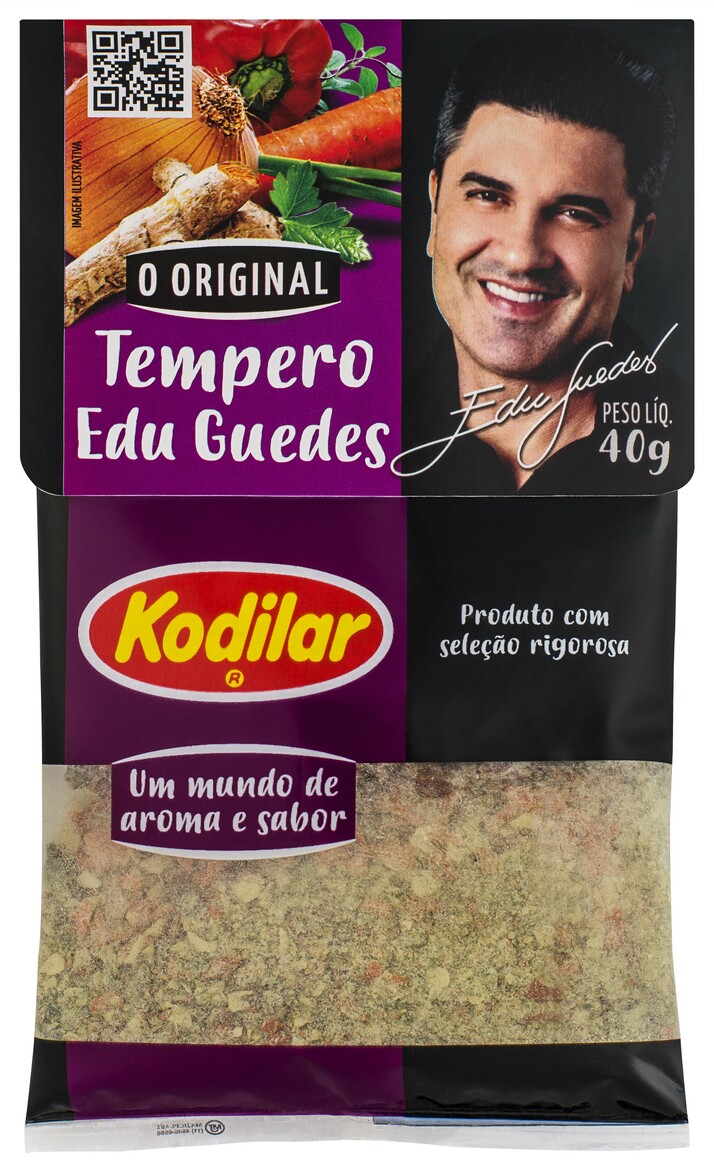 IMAGEM ILUSTRATIVA
O ORIGINAL
Tempero
Edu Guedes
Edu Guedes
PESO LÍQ.
40g
Kodilar
®
Produto com
seleção rigorosa
Um mundo de
aroma e sabor